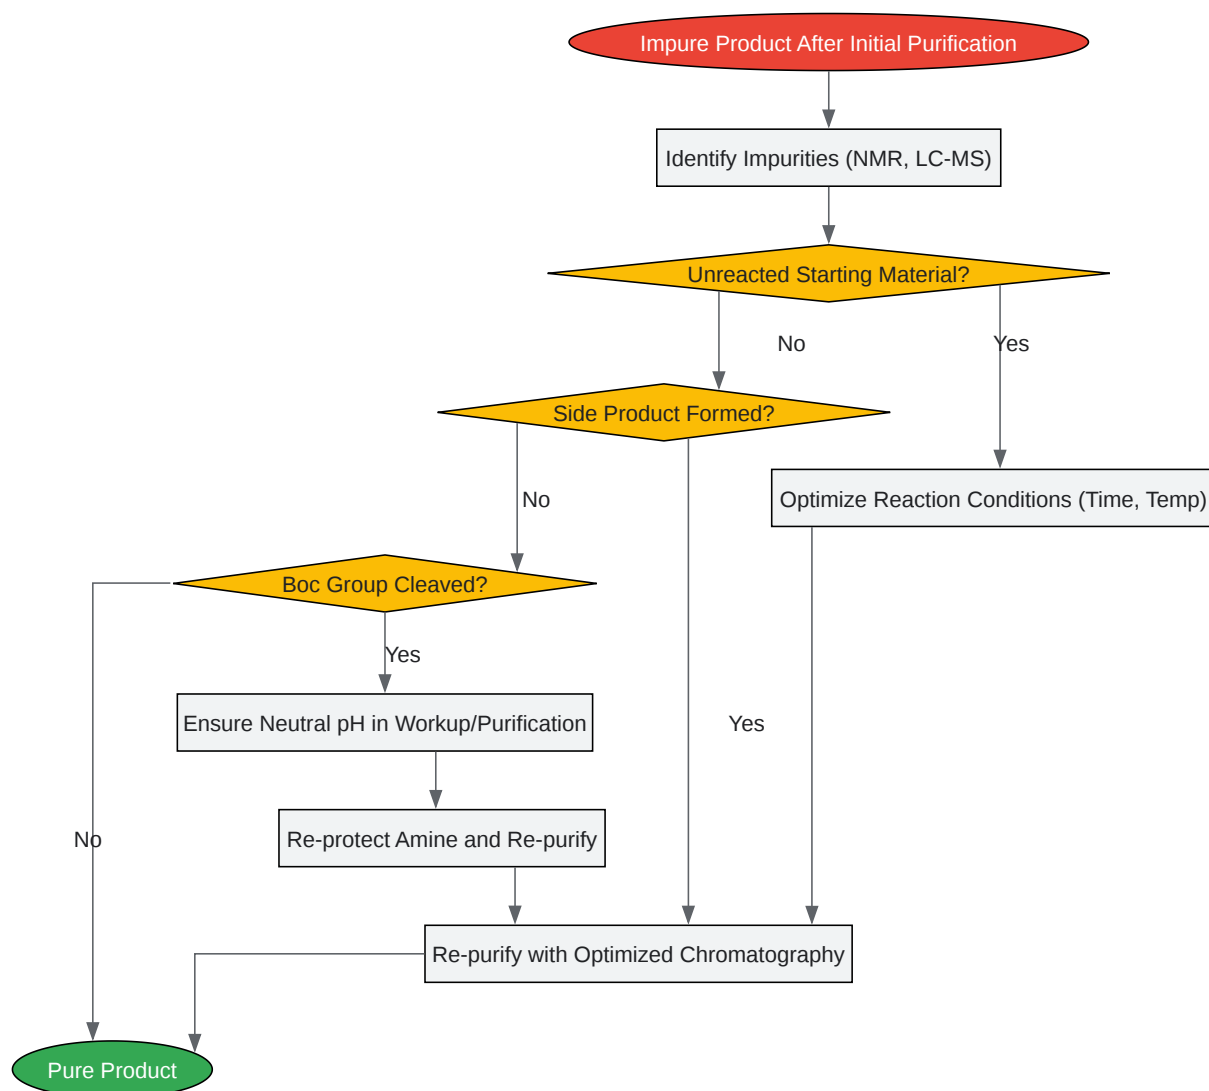 Impure Product After Initial Purification
Identify Impurities (NMR, LC-MS)
Unreacted Starting Material?
No
Yes
Side Product Formed?
No
Optimize Reaction Conditions (Time, Temp)
Boc Group Cleaved?
Yes
Ensure Neutral pH in Workup/Purification
Yes
No
Re-protect Amine and Re-purify
Re-purify with Optimized Chromatography
Pure Product